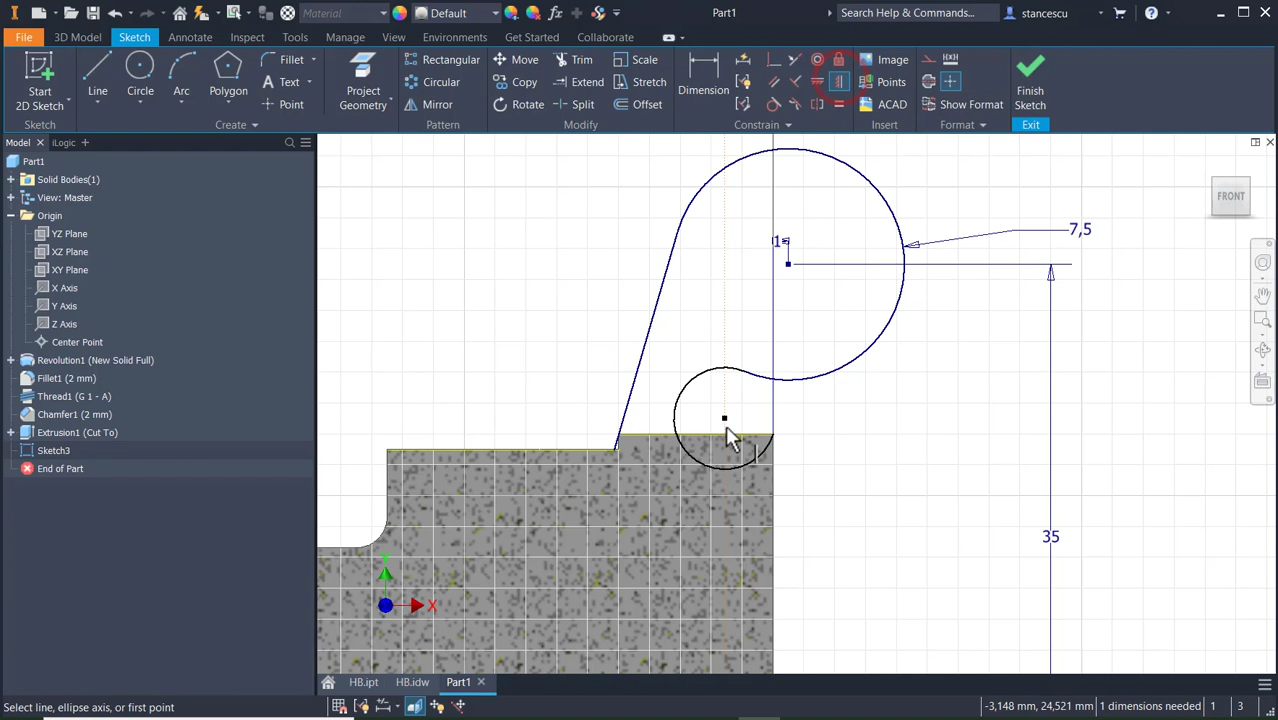 Material
Default
Part1
Search Help & Commands...
stancescu
File
3D Model
Sketch
Annotate
Inspect
Tools
Manage
View
Environments
Get Started
Collaborate
Start
2D Sketch
Line
Circle
Arc
Polygon
Fillet
Text
Point
Project
Geometry
Rectangular
Circular
Mirror
Move
Copy
Rotate
Trim
Extend
Split
Scale
Stretch
Offset
Dimension
Image
Points
ACAD
Show Format
Finish
Sketch
Sketch
Create
Pattern
Modify
Constrain
Insert
Format
Exit
Model
iLogic
Part1
Solid Bodies(1)
View: Master
Origin
YZ Plane
XZ Plane
XY Plane
X Axis
Y Axis
Z Axis
Center Point
Revolution1 (New Solid Full)
Fillet1 (2 mm)
Thread1 (G 1 - A)
Chamfer1 (2 mm)
Extrusion1 (Cut To)
Sketch3
End of Part
FRONT
7,5
35
Y
X
HB.ipt
HB.idw
Part1
Select line, ellipse axis, or first point
-3,148 mm, 24,521 mm
1 dimensions needed
1
3